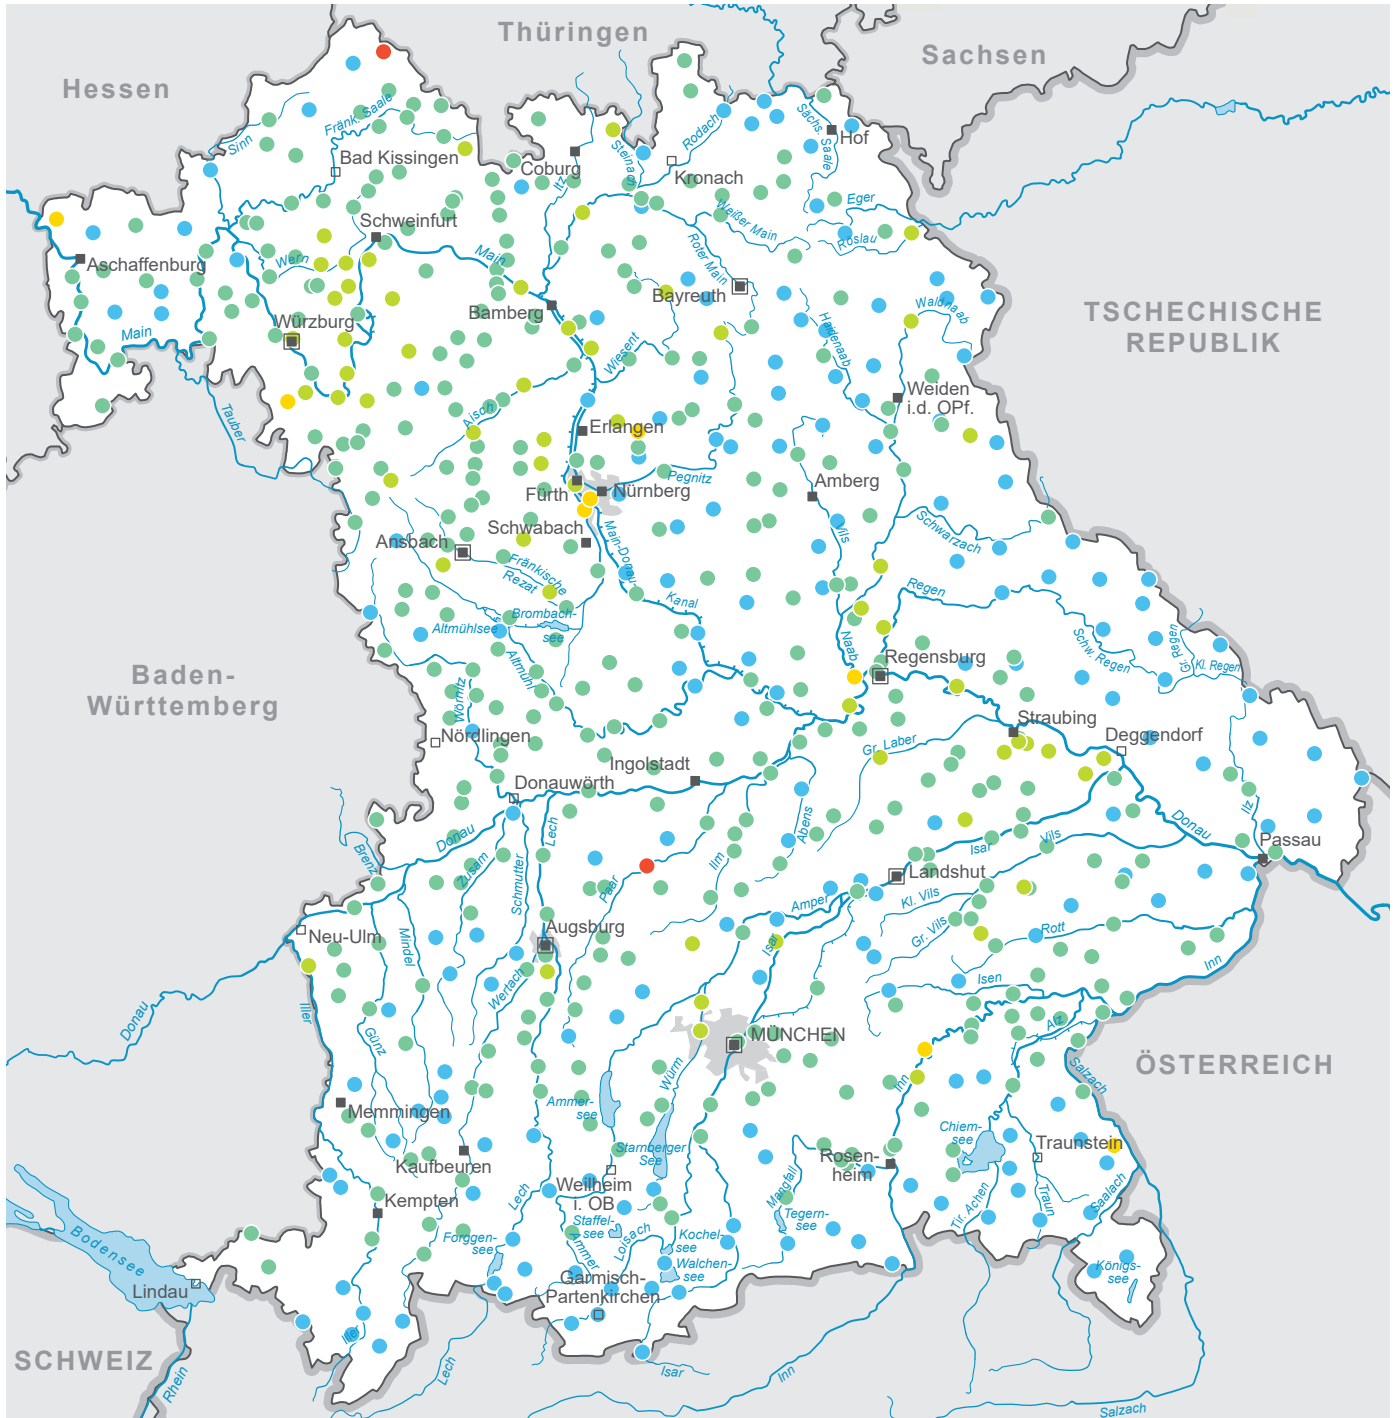 Thüringen
Sachsen
Hessen
Fränk. Saale
Sinn
Rodach
Sächs. Saale
Hof
Steinach
Bad Kissingen
Coburg
Itz
Kronach
Eger
Weißer Main
Röslau
Schweinfurt
Main
Wern
Roter Main
Aschaffenburg
Bayreuth
Waldnaab
TSCHECHISCHE
REPUBLIK
Bamberg
Würzburg
Main
Heidenaab
Wiesent
Weiden
i.d. OPf.
Tauber
Aisch
Erlangen
Pegnitz
Amberg
Fürth
Nürnberg
Vils
Schwabach
Schwarzach
Ansbach
Main-Donau-
Kanal
Fränkische
Rezat
Regen
Brombach-
see
Altmühlsee
Naab
Schw. Regen
Gr. Regen
Kl. Regen
Baden-
Württemberg
Altmühl
Regensburg
Wörnitz
Straubing
Nördlingen
Gr. Laber
Deggendorf
Ingolstadt
Donauwörth
Lech
Abens
Ilz
Donau
Donau
Brenz
Zusam
Schmutter
Ilm
Isar
Vils
Passau
Paar
Landshut
Kl. Vils
Amper
Augsburg
Gr. Vils
Rott
Neu-Ulm
Mindel
Isar
Inn
Wertach
Isen
Iller
Donau
Günz
Alz
MÜNCHEN
ÖSTERREICH
Würm
Inn
Salzach
Ammer-
see
Memmingen
Chiem-
see
Starnberger
See
Traunstein
Kaufbeuren
Rosen-
heim
Weilheim
i. OB
Mangfall
Kempten
Lech
Tir. Achen
Traun
Saalach
Staffel-
see
Tegern-
see
Bodensee
Forggen-
see
Ammer
Loisach
Kochel-
see
Walchen-
see
Königs-
see
Lindau
Garmisch-
Partenkirchen
Iller
SCHWEIZ
Rhein
Lech
Isar
Inn
Salzach